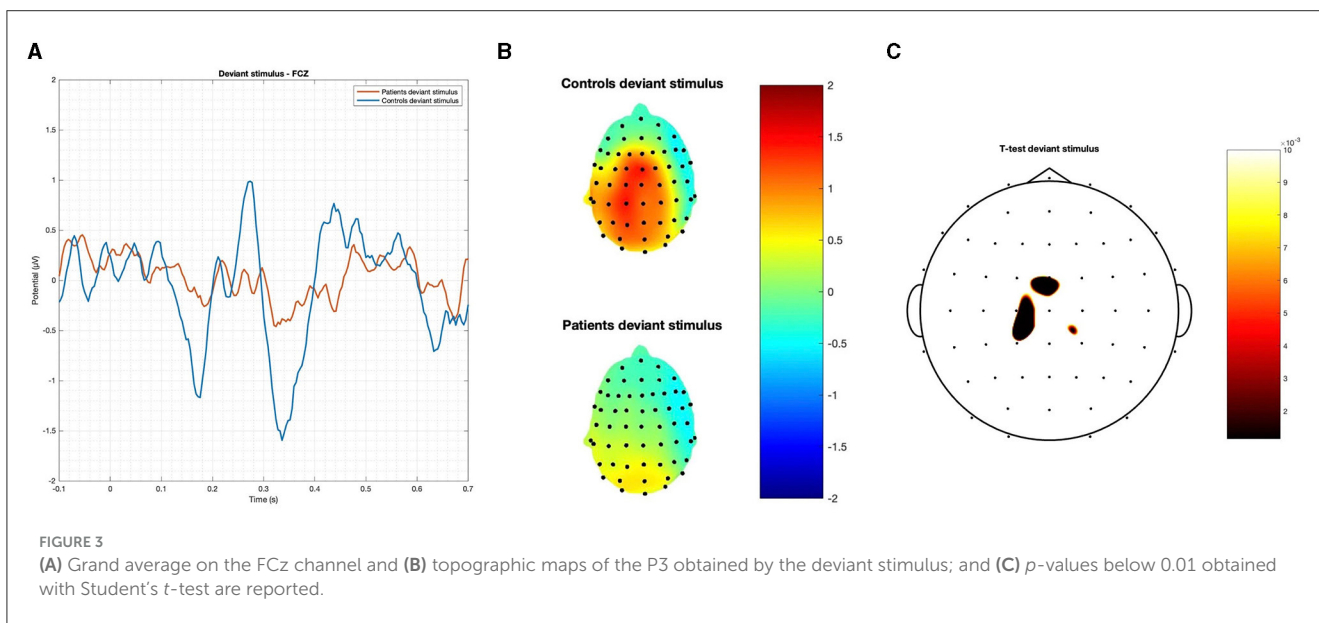 A
B
C
Deviant stimulus - FCZ
Patients deviant stimulus
Controls deviant stimulus
2
1.5
1
0.5
0
-0.5
-1
-1.5
-2
Potential (µV)
-0.1
0
0.1
0.2
0.3
0.4
0.5
0.6
0.7
Time (s)
Controls deviant stimulus
Patients deviant stimulus
2
1.5
1
0.5
0
-0.5
-1
-1.5
-2
T-test deviant stimulus
×10⁻³
10
9
8
7
6
5
4
3
2
FIGURE 3
(A) Grand average on the FCz channel and (B) topographic maps of the P3 obtained by the deviant stimulus; and (C) p-values below 0.01 obtained
with Student's t-test are reported.